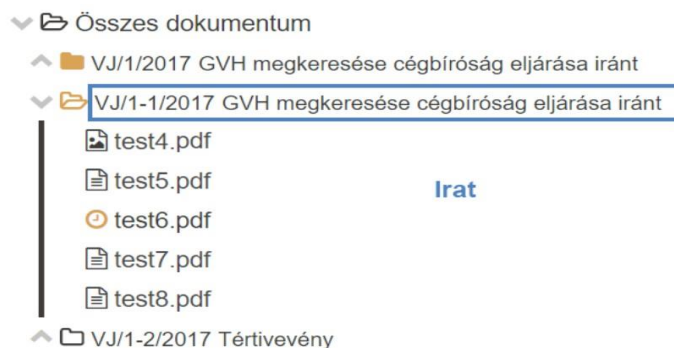 Összes dokumentum
VJ/1/2017 GVH megkeresése cégbíróság eljárása iránt
VJ/1-1/2017 GVH megkeresése cégbíróság eljárása iránt
test4.pdf
test5.pdf
Irat
test6.pdf
test7.pdf
test8.pdf
VJ/1-2/2017 Tértivevény